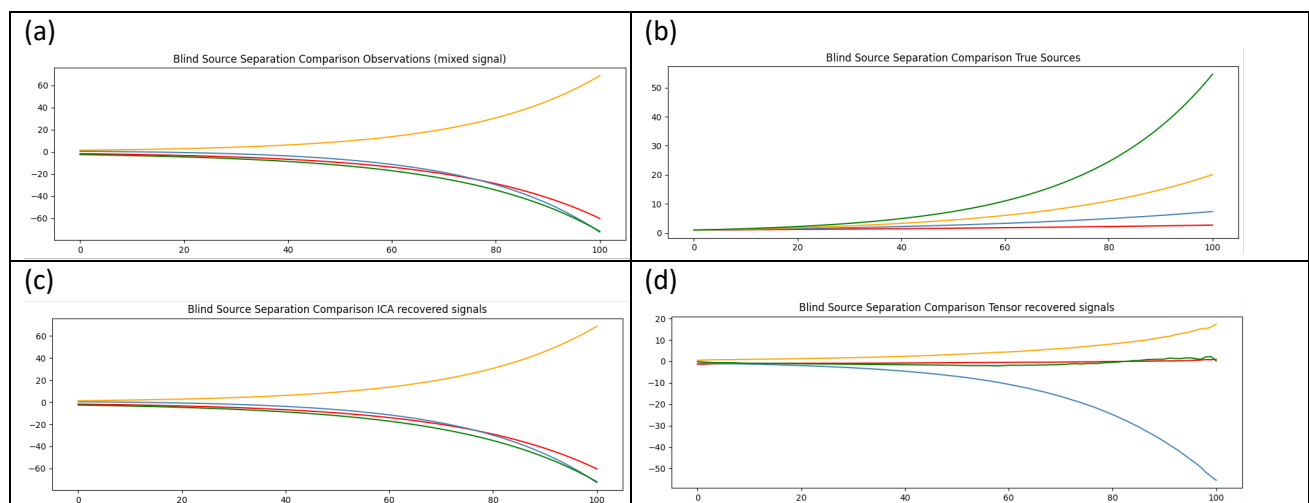 (a)
Blind Source Separation Comparison Observations (mixed signal)
60
40
20
0
−20
−40
−60
0 20 40 60 80 100
(b)
Blind Source Separation Comparison True Sources
50
40
30
20
10
0
0 20 40 60 80 100
(c)
Blind Source Separation Comparison ICA recovered signals
60
40
20
0
−20
−40
−60
0 20 40 60 80 100
(d)
Blind Source Separation Comparison Tensor recovered signals
20
10
0
−10
−20
−30
−40
−50
0 20 40 60 80 100